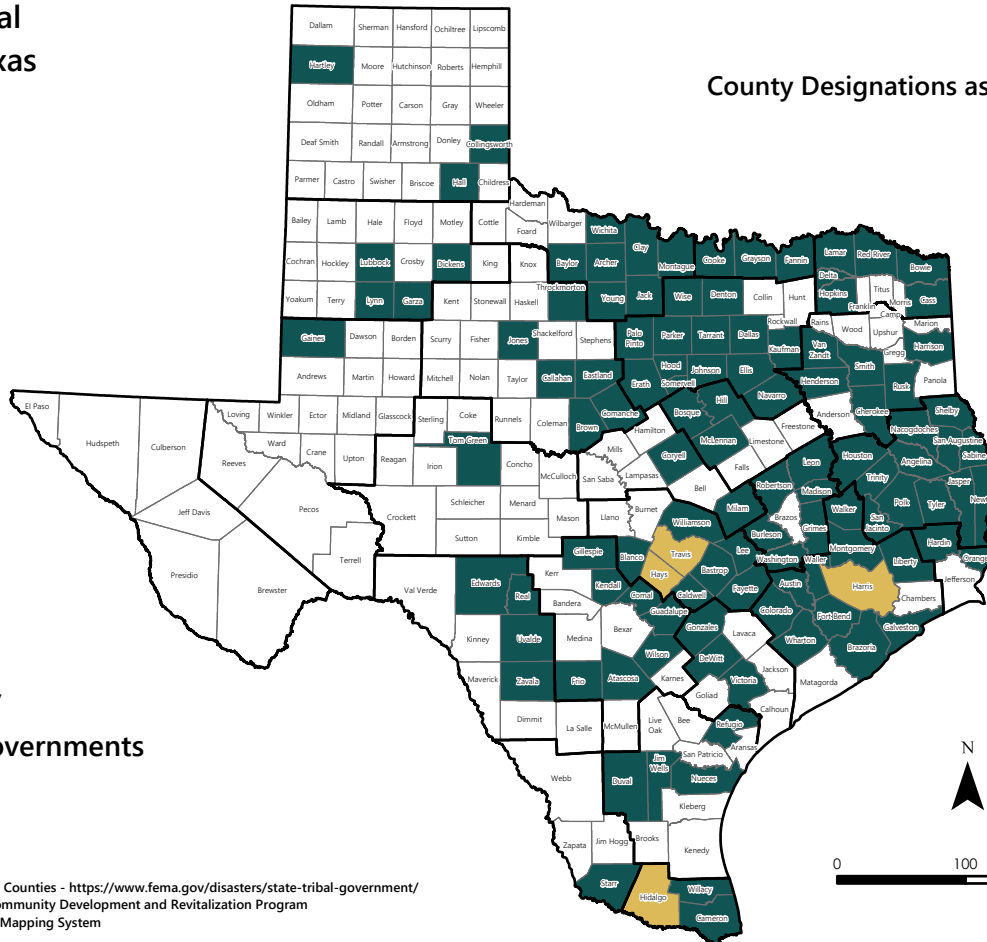 al
xas
County Designations as
Dallam Sherman Hansford Ochiltree Lipscomb
Hartley Moore Hutchinson Roberts Hemphill
Oldham Potter Carson Gray Wheeler
Deaf Smith Randall Armstrong Donley Collingsworth
Parmer Castro Swisher Briscoe Hall Childress
Hardeman
Bailey Lamb Hale Floyd Motley Cottle Foard Wilbarger Wichita
Clay Montague Cooke Grayson Fannin Lamar Red River Bowie
Cochran Hockley Lubbock Crosby Dickens King Knox Baylor Archer
Delta Titus Morris Cass Hopkins Franklin Camp
Yoakum Terry Lynn Garza Kent Stonewall Haskell Throckmorton Young Jack Wise Denton Collin Hunt
Rockwall Rains Wood Upshur Marion
Gaines Dawson Borden Scurry Fisher Jones Shackelford Stephens Palo Pinto Parker Tarrant Dallas Kaufman Van Zandt Gregg Harrison
Andrews Martin Howard Mitchell Nolan Taylor Callahan Eastland Erath Hood Somervell Johnson Ellis Henderson Smith Rusk Panola
El Paso Loving Winkler Ector Midland Glasscock Sterling Coke Runnels Coleman Brown Comanche Bosque Hill Navarro Anderson Cherokee Shelby
Hudspeth Culberson Reeves Ward Crane Upton Reagan Irion Tom Green Concho McCulloch San Saba Mills Hamilton Coryell McLennan Limestone Freestone Nacogdoches San Augustine Sabine
Lampasas Falls Leon Houston Angelina
Jeff Davis Pecos Crockett Schleicher Menard Mason Llano Burnet Bell Robertson Madison Trinity Polk Tyler Jasper Newt
Sutton Kimble Williamson Milam Brazos Grimes Walker San Jacinto
Presidio Brewster Terrell Val Verde Edwards Real Kerr Gillespie Blanco Travis Lee Burleson Washington Waller Montgomery Liberty Hardin Orange
Bandera Kendall Hays Comal Caldwell Bastrop Fayette Austin Harris Chambers Jefferson
Kinney Uvalde Medina Bexar Guadalupe Gonzales Lavaca Colorado Fort Bend Galveston
Maverick Zavala Frio Atascosa Wilson Karnes DeWitt Victoria Jackson Wharton Brazoria
Dimmit La Salle McMullen Live Oak Bee Goliad Refugio Calhoun Matagorda
Webb Duval Jim Wells San Patricio Aransas Nueces
Kleberg
Zapata Jim Hogg Brooks Kenedy
Starr Hidalgo Willacy Cameron
overnments
N
0 100
Counties - https://www.fema.gov/disasters/state-tribal-government/
ommunity Development and Revitalization Program
Mapping System